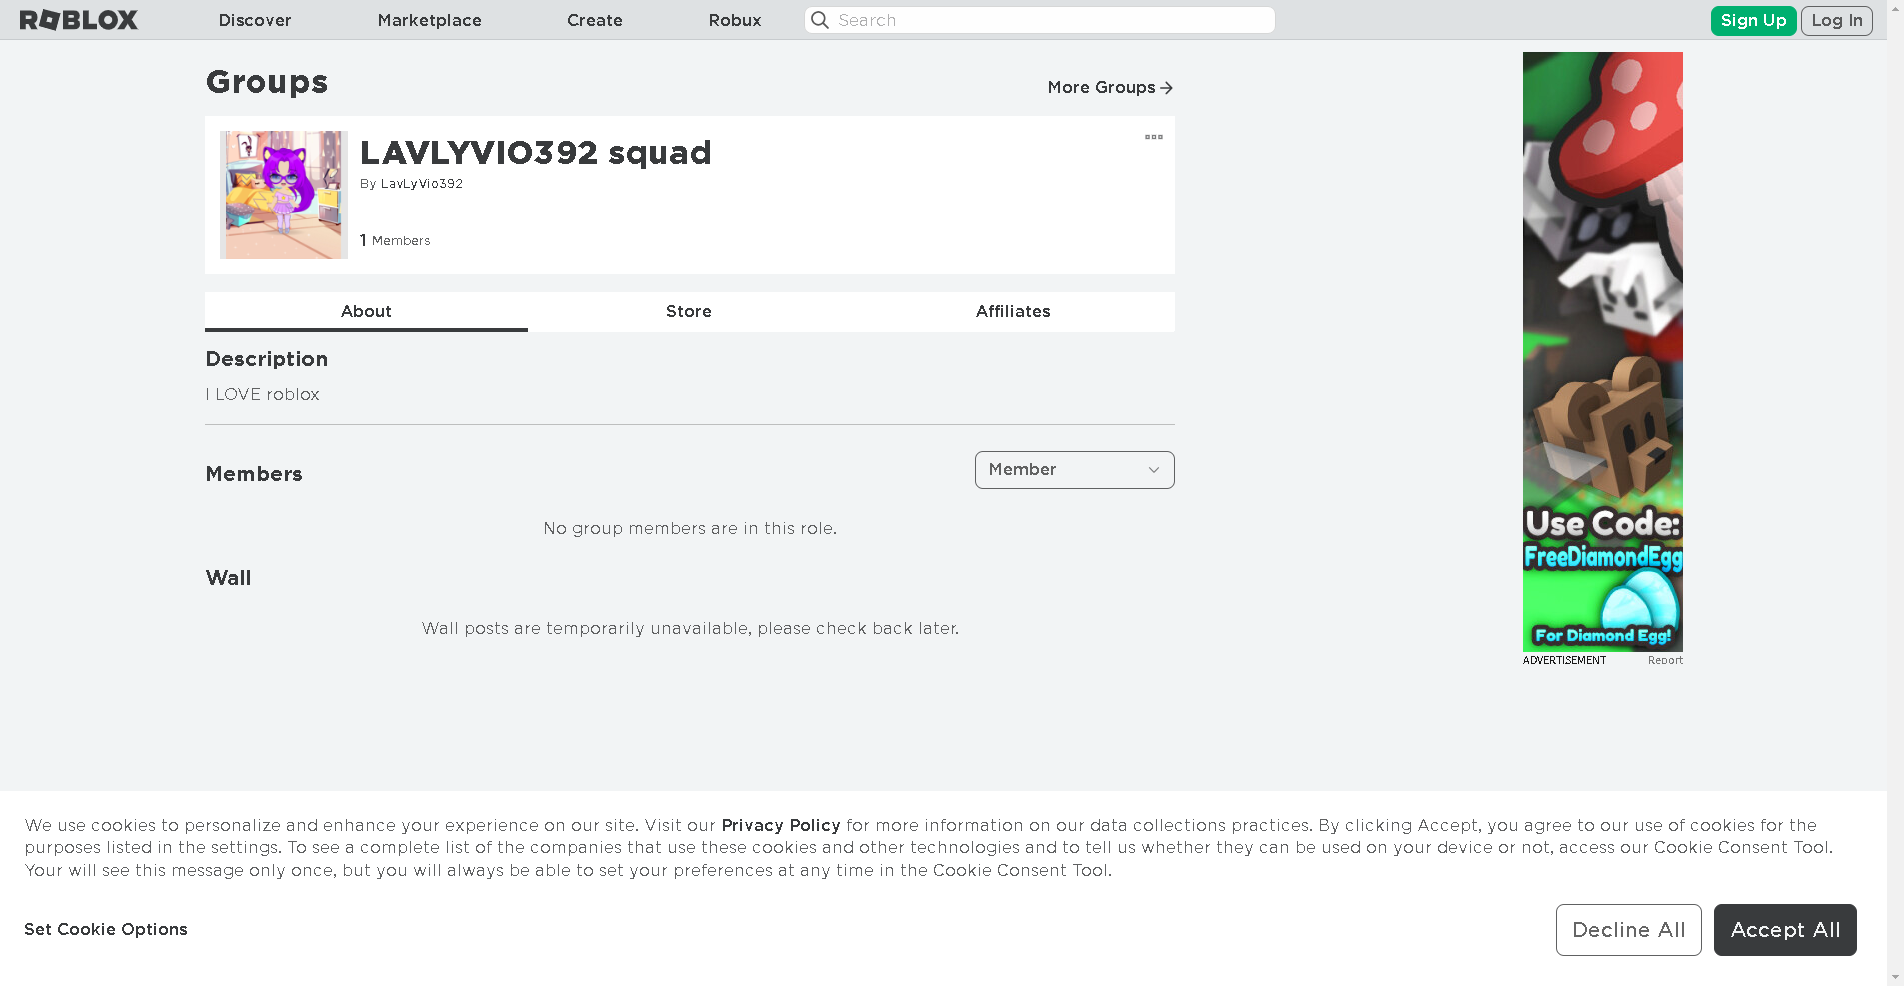 ROBLOX
Discover
Marketplace
Create
Robux
Search
Sign Up
Log In
Groups
More Groups
LAVLYVIO392 squad
By LavLyVio392
1 Members
About
Store
Affiliates
Description
I LOVE roblox
Members
Member
No group members are in this role.
Wall
Wall posts are temporarily unavailable, please check back later.
Use Code:
FreeDiamondEgg
For Diamond Egg!
ADVERTISEMENT
Report
We use cookies to personalize and enhance your experience on our site. Visit our Privacy Policy for more information on our data collections practices. By clicking Accept, you agree to our use of cookies for the
purposes listed in the settings. To see a complete list of the companies that use these cookies and other technologies and to tell us whether they can be used on your device or not, access our Cookie Consent Tool.
Your will see this message only once, but you will always be able to set your preferences at any time in the Cookie Consent Tool.
Set Cookie Options
Decline All
Accept All